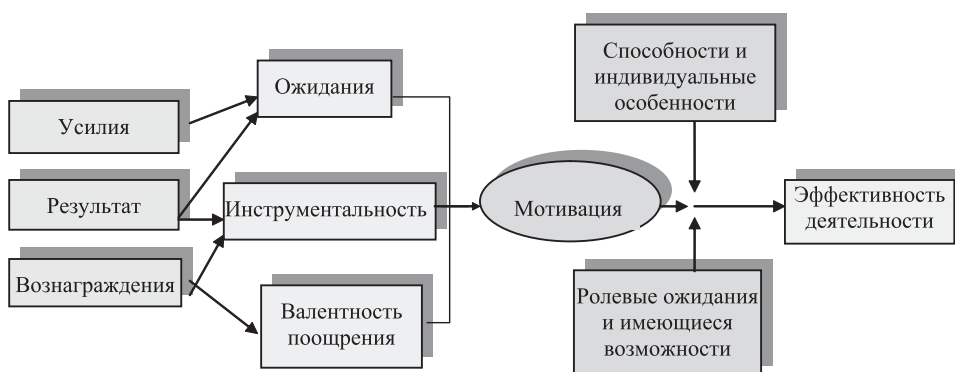 Усилия
Результат
Вознаграждения
Ожидания
Инструментальность
Валентность
поощрения
Мотивация
Способности и
индивидуальные
особенности
Ролевые ожидания
и имеющиеся
возможности
Эффективность
деятельности